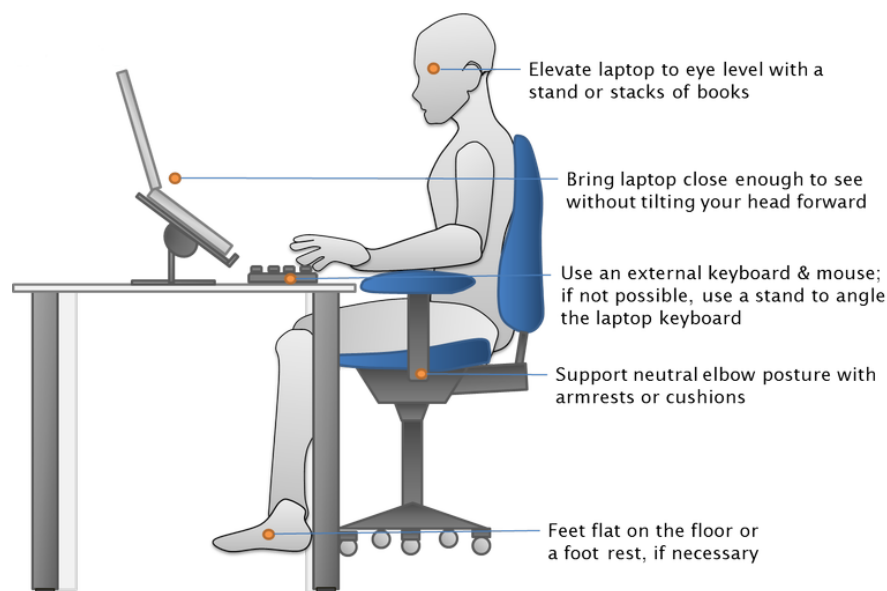 Elevate laptop to eye level with a
stand or stacks of books
Bring laptop close enough to see
without tilting your head forward
Use an external keyboard & mouse;
if not possible, use a stand to angle
the laptop keyboard
Support neutral elbow posture with
armrests or cushions
Feet flat on the floor or
a foot rest, if necessary